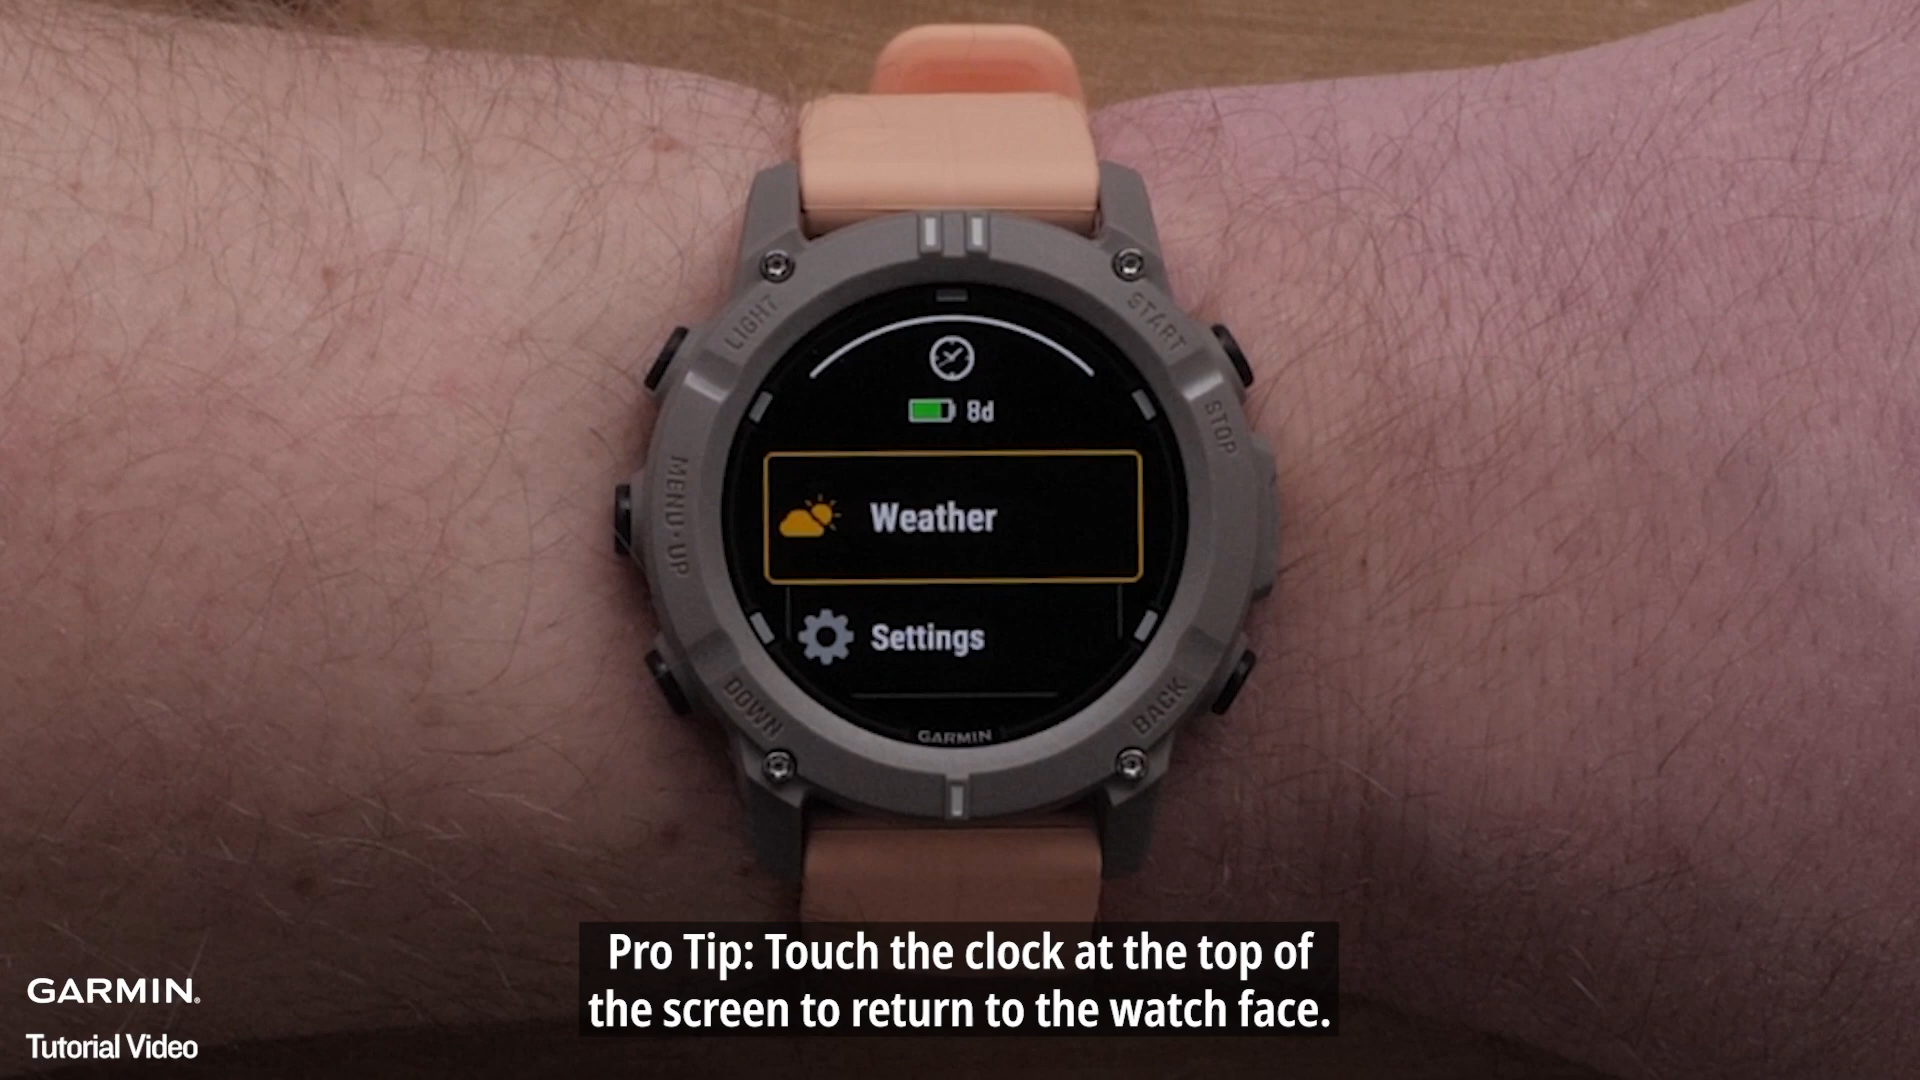 LIGHT
START
STOP
MENU·UP
DOWN
BACK
8d
Weather
Settings
GARMIN
Pro Tip: Touch the clock at the top of
the screen to return to the watch face.
GARMIN®
Tutorial Video